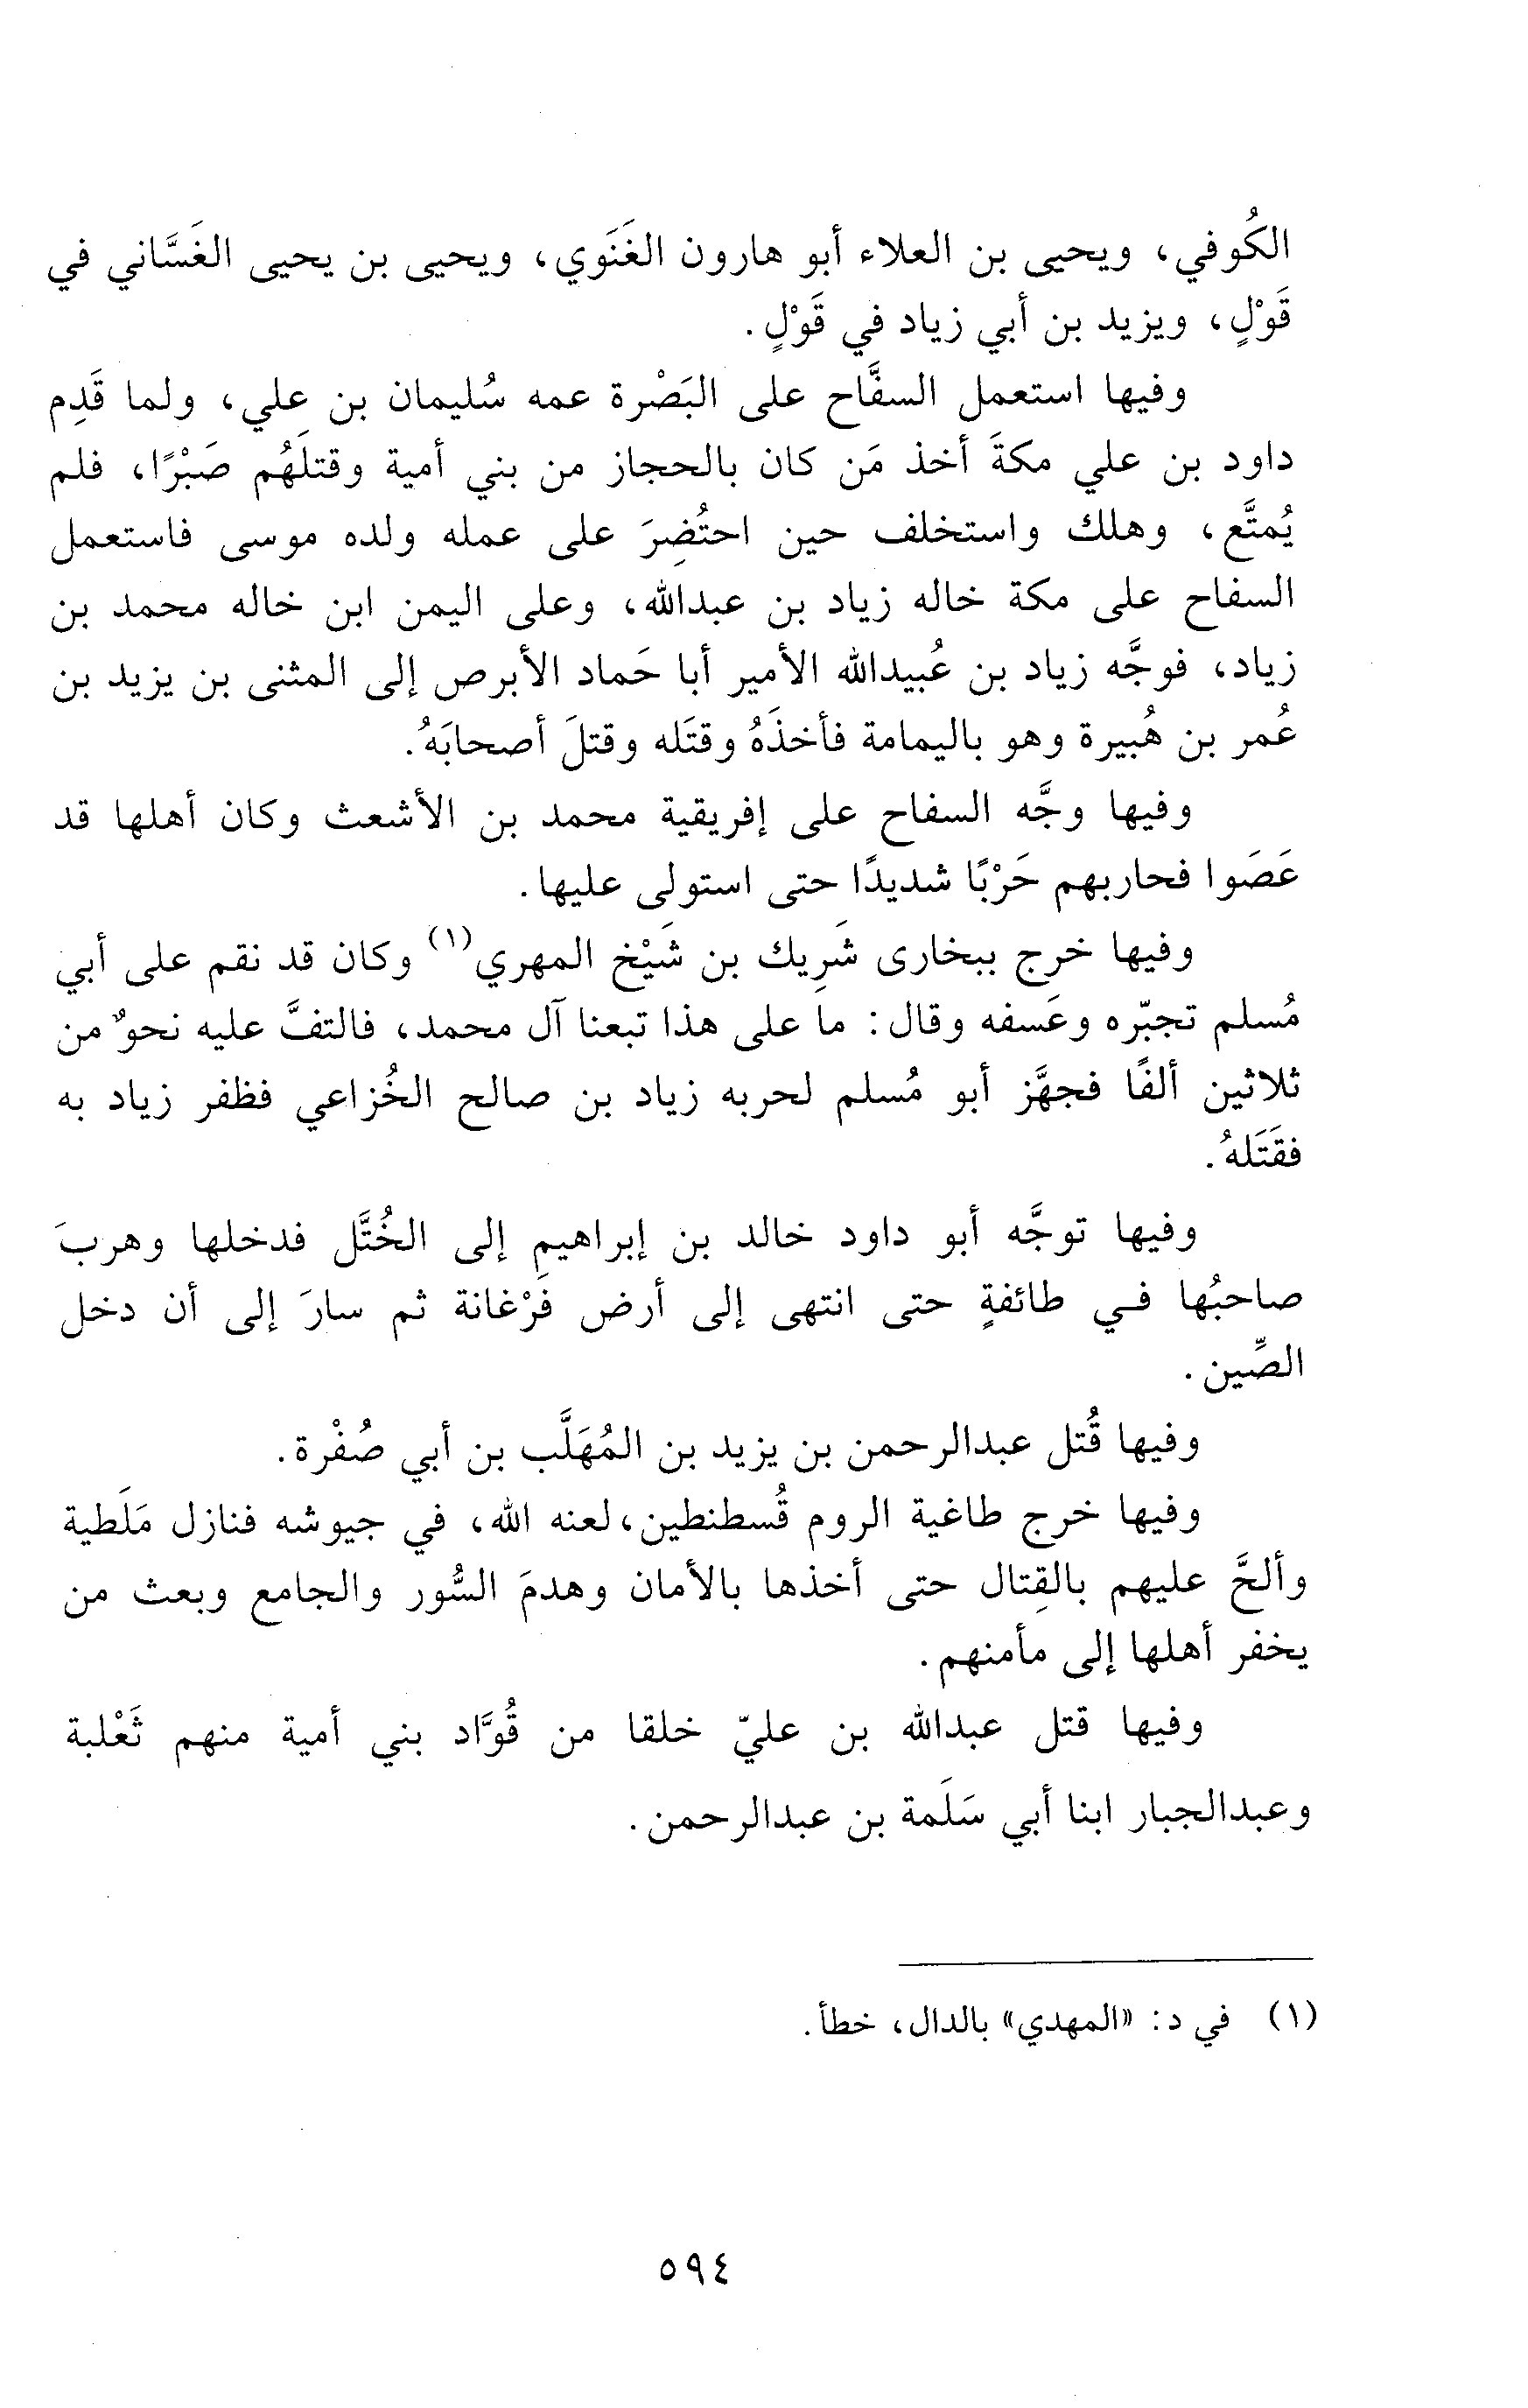 الكُوفي، ويحيى بن العلاء أبو هارون الغَنَوي، ويحيى بن يحيى الغَسَّاني في
قَوْلٍ، ويزيد بن أبي زياد في قَوْلٍ.
وفيها استعمل السفَّاح على البَصْرة عمه سُليمان بن علي، ولما قَدِم
داود بن علي مكةَ أخذ مَن كان بالحجاز من بني أمية وقتلَهُم صَبْرًا، فلم
يُمتَّع، وهلك واستخلف حين احتُضِرَ على عمله ولده موسى فاستعمل
السفاح على مكة خاله زياد بن عبدالله، وعلى اليمن ابن خاله محمد بن
زياد، فوجَّه زياد بن عُبيدالله الأمير أبا حَماد الأبرص إلى المثنى بن يزيد بن
عُمر بن هُبيرة وهو باليمامة فأخذَهُ وقتَله وقتلَ أصحابَهُ.
وفيها وجَّه السفاح على إفريقية محمد بن الأشعث وكان أهلها قد
عَصَوا فحاربهم حَرْبًا شديدًا حتى استولى عليها.
وفيها خرج ببخارى شَرِيك بن شَيْخ المهري(١) وكان قد نقم على أبي
مُسلم تجبّره وعَسفه وقال: ما على هذا تبعنا آل محمد، فالتفَّ عليه نحوٌ من
ثلاثين ألفًا فجهَّز أبو مُسلم لحربه زياد بن صالح الخُزاعي فظفر زياد به
فقَتَلهُ.
وفيها توجَّه أبو داود خالد بن إبراهيم إلى الخُتَّل فدخلها وهربَ
صاحبُها في طائفةٍ حتى انتهى إلى أرض فَرْغانة ثم سارَ إلى أن دخل
الصِّين.
وفيها قُتل عبدالرحمن بن يزيد بن المُهَلَّب بن أبي صُفْرة.
وفيها خرج طاغية الروم قُسطنطين،لعنه الله، في جيوشه فنازل مَلَطية
وألحَّ عليهم بالقِتال حتى أخذها بالأمان وهدمَ السُّور والجامع وبعث من
يخفر أهلها إلى مأمنهم.
وفيها قتل عبدالله بن عليّ خلقا من قُوَّاد بني أمية منهم ثَعْلبة
وعبدالجبار ابنا أبي سَلَمة بن عبدالرحمن.
(١) في د: «المهدي» بالدال، خطأ.
٥٩٤